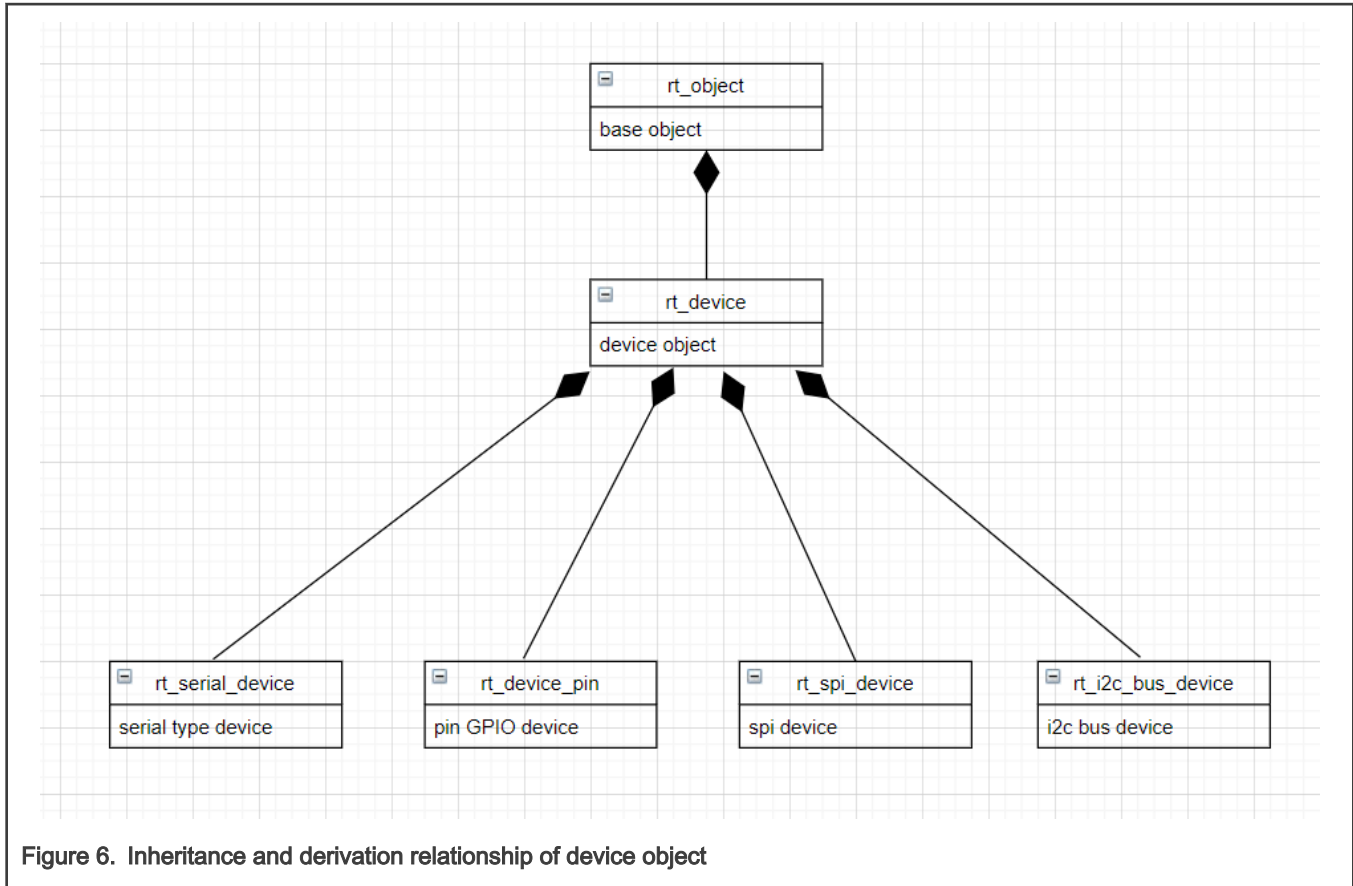 rt_object
base object
rt_device
device object
rt_serial_device
serial type device
rt_device_pin
pin GPIO device
rt_spi_device
spi device
rt_i2c_bus_device
i2c bus device
Figure 6. Inheritance and derivation relationship of device object